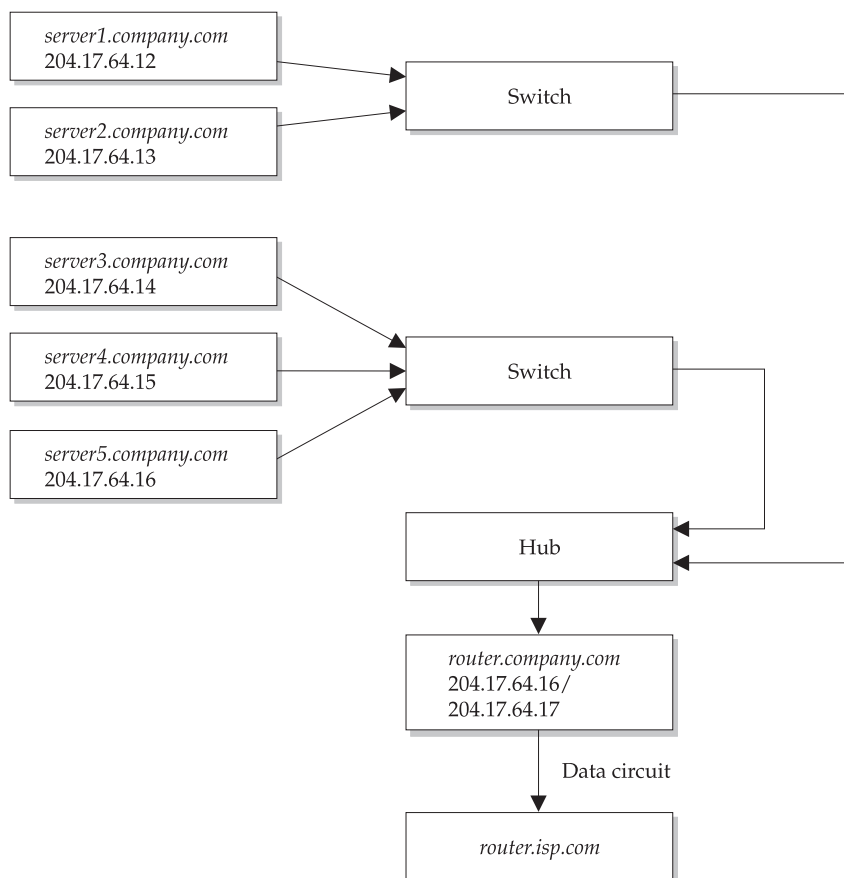 server1.company.com
204.17.64.12
Switch
server2.company.com
204.17.64.13
server3.company.com
204.17.64.14
server4.company.com
204.17.64.15
Switch
server5.company.com
204.17.64.16
Hub
router.company.com
204.17.64.16/
204.17.64.17
Data circuit
router.isp.com